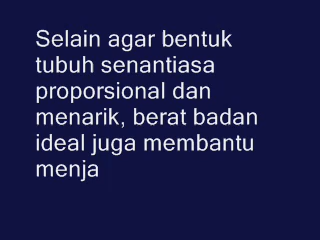 Selain agar bentuk
tubuh senantiasa
proporsional dan
menarik, berat badan
ideal juga membantu
menja